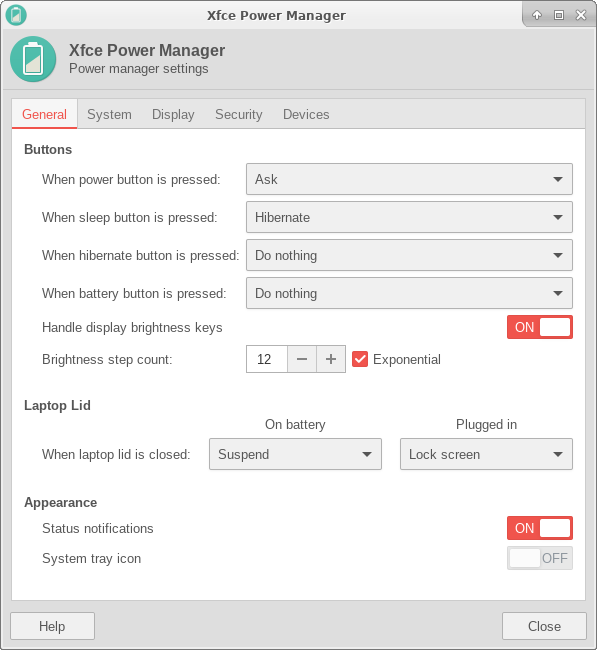 Xfce Power Manager
Xfce Power Manager
Power manager settings
General System Display Security Devices
Buttons
When power button is pressed: Ask
When sleep button is pressed: Hibernate
When hibernate button is pressed: Do nothing
When battery button is pressed: Do nothing
Handle display brightness keys ON
Brightness step count: 12 Exponential
Laptop Lid
On battery Plugged in
When laptop lid is closed: Suspend Lock screen
Appearance
Status notifications ON
System tray icon OFF
Help Close